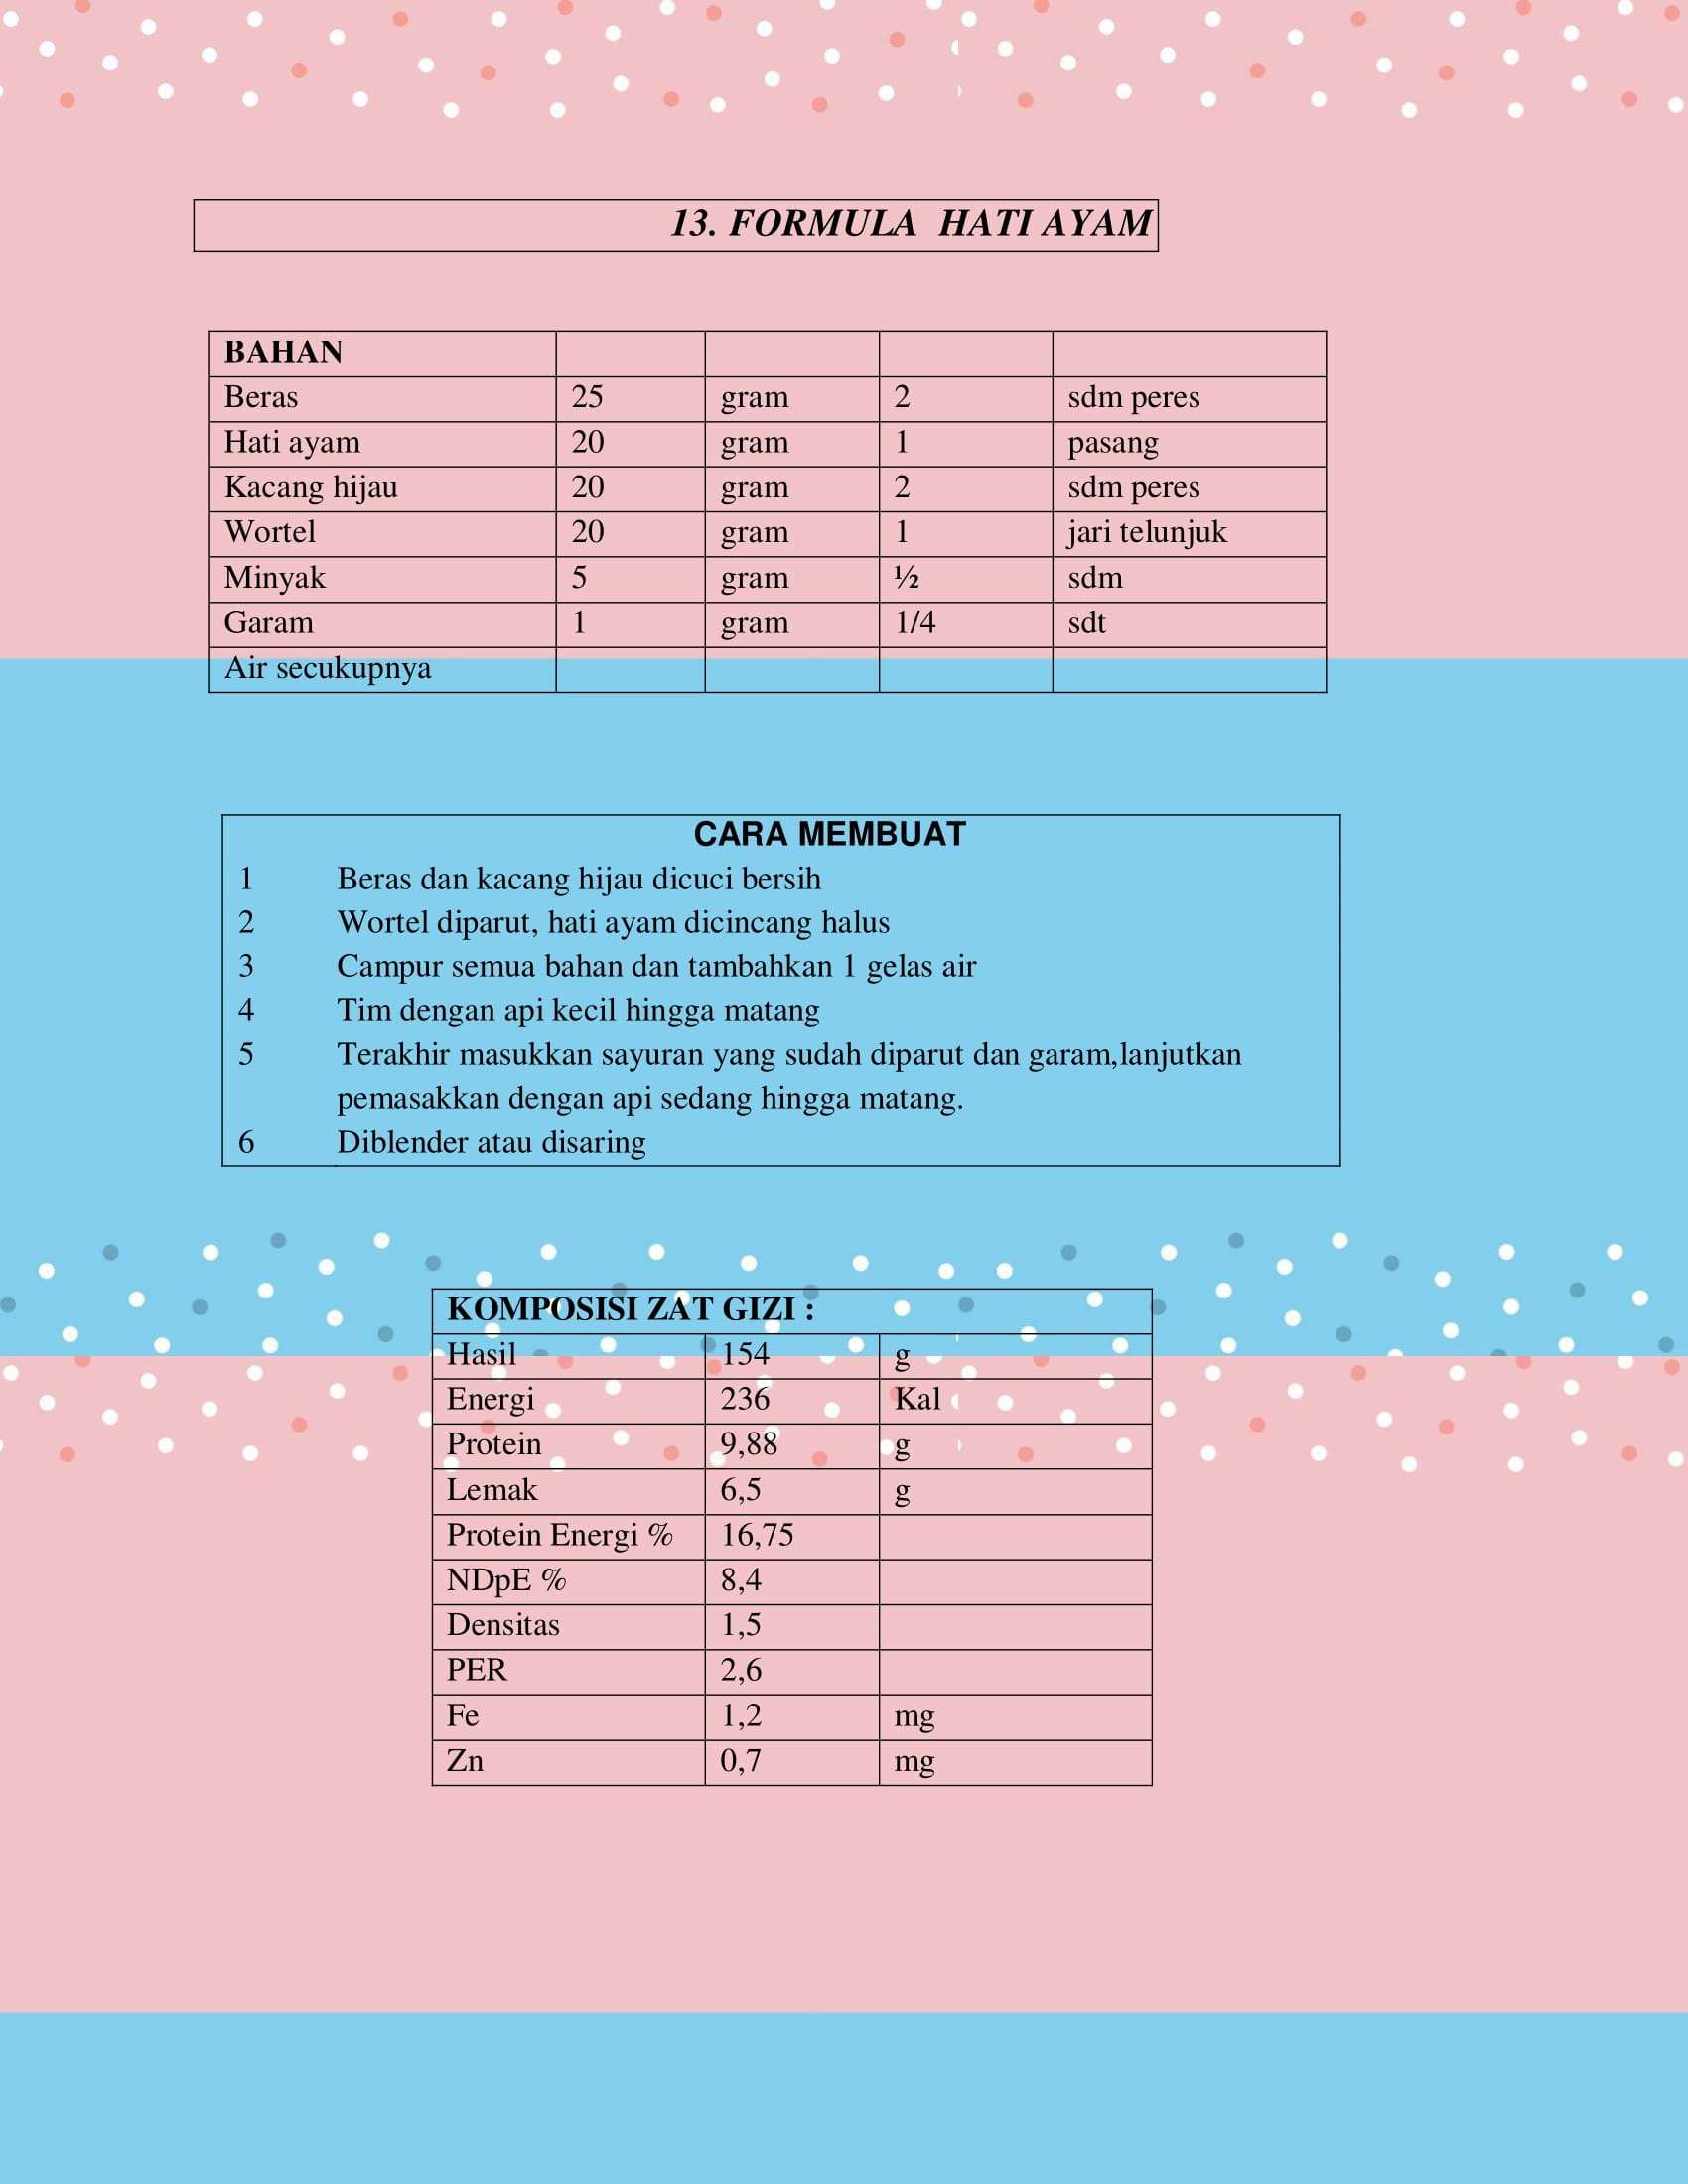 13. FORMULA HATI AYAM
BAHAN
Beras 25 gram 2 sdm peres
Hati ayam 20 gram 1 pasang
Kacang hijau 20 gram 2 sdm peres
Wortel 20 gram 1 jari telunjuk
Minyak 5 gram ½ sdm
Garam 1 gram 1/4 sdt
Air secukupnya
CARA MEMBUAT
1 Beras dan kacang hijau dicuci bersih
2 Wortel diparut, hati ayam dicincang halus
3 Campur semua bahan dan tambahkan 1 gelas air
4 Tim dengan api kecil hingga matang
5 Terakhir masukkan sayuran yang sudah diparut dan garam,lanjutkan
pemasakkan dengan api sedang hingga matang.
6 Diblender atau disaring
KOMPOSISI ZAT GIZI :
Hasil 154 g
Energi 236 Kal
Protein 9,88 g
Lemak 6,5 g
Protein Energi % 16,75
NDpE % 8,4
Densitas 1,5
PER 2,6
Fe 1,2 mg
Zn 0,7 mg